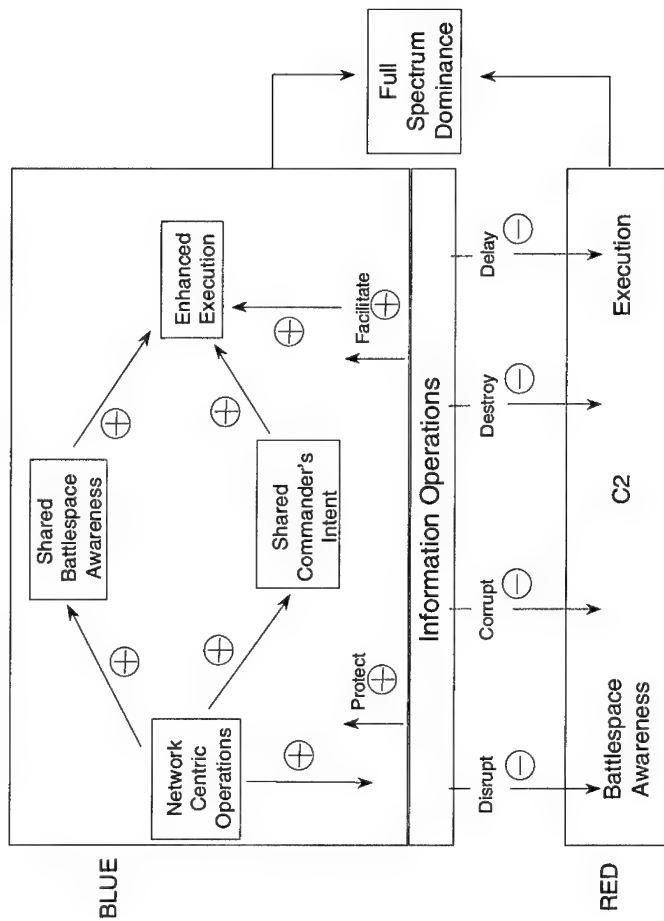 BLUE
Network
Centric
Operations
Shared
Battlespace
Awareness
Shared
Commander's
Intent
Enhanced
Execution
Protect
Facilitate
Information Operations
Full
Spectrum
Dominance
Disrupt
Corrupt
Destroy
Delay
RED
Battlespace
Awareness
C2
Execution